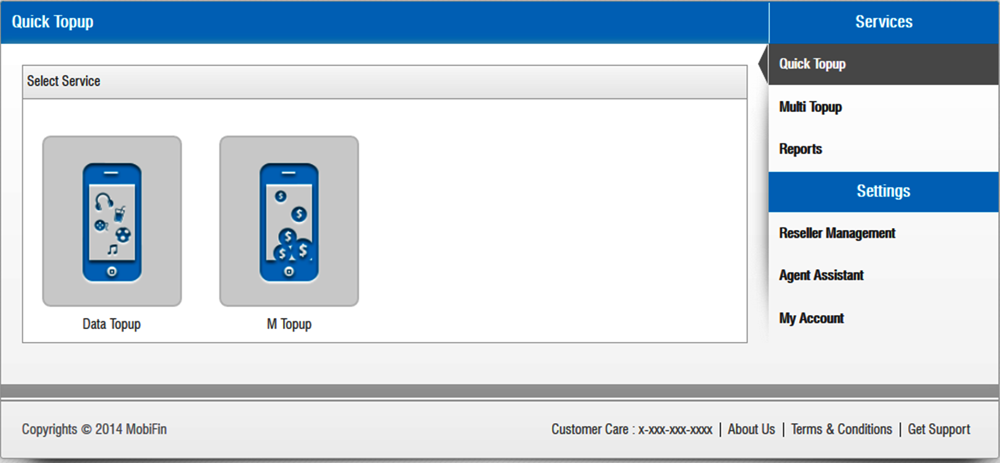 Quick Topup
Services
Select Service
Data Topup
M Topup
Quick Topup
Multi Topup
Reports
Settings
Reseller Management
Agent Assistant
My Account
Copyrights © 2014 MobiFin
Customer Care : x-xxx-xxx-xxxx | About Us | Terms & Conditions | Get Support